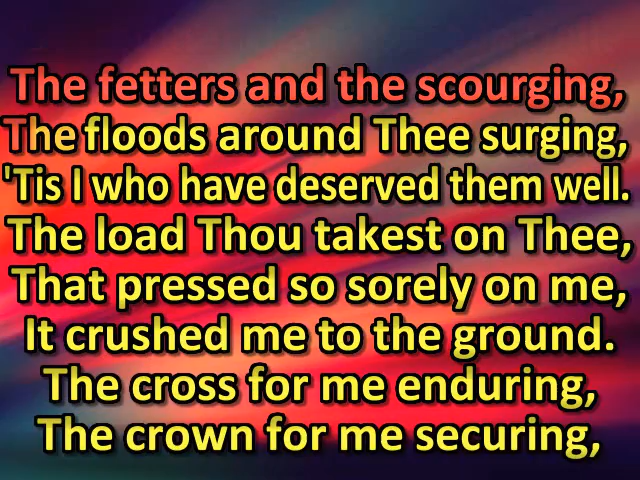 The fetters and the scourging,
The floods around Thee surging,
'Tis I who have deserved them well.
The load Thou takest on Thee,
That pressed so sorely on me,
It crushed me to the ground.
The cross for me enduring,
The crown for me securing,